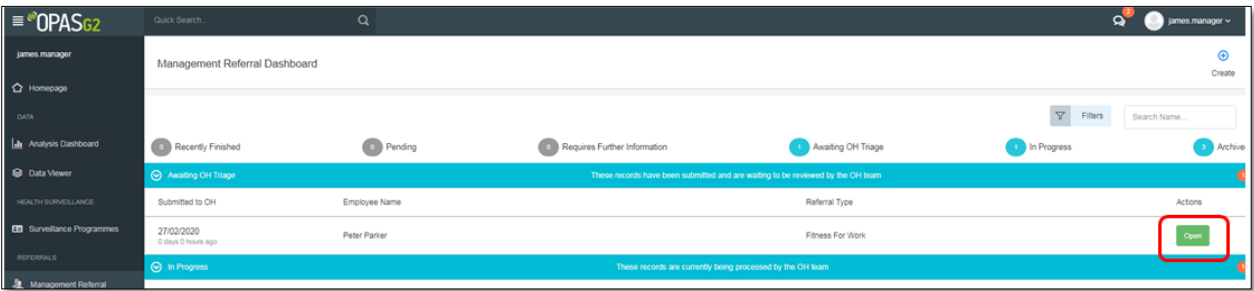 OPASG2
Quick Search..
2
james.manager
james.manager
Management Referral Dashboard
Create
Homepage
DATA
Filters
Search Name...
Analysis Dashboard
0 Recently Finished
0 Pending
0 Requires Further Information
1 Awaiting OH Triage
1 In Progress
3 Archive
Data Viewer
Awaiting OH Triage
These records have been submitted and are waiting to be reviewed by the OH team
1
HEALTH SURVEILLANCE
Submitted to OH
Employee Name
Referral Type
Actions
Surveillance Programmes
27/02/2020
0 days 0 hours ago
Peter Parker
Fitness For Work
Open
REFERRALS
In Progress
These records are currently being processed by the OH team
1
Management Referral